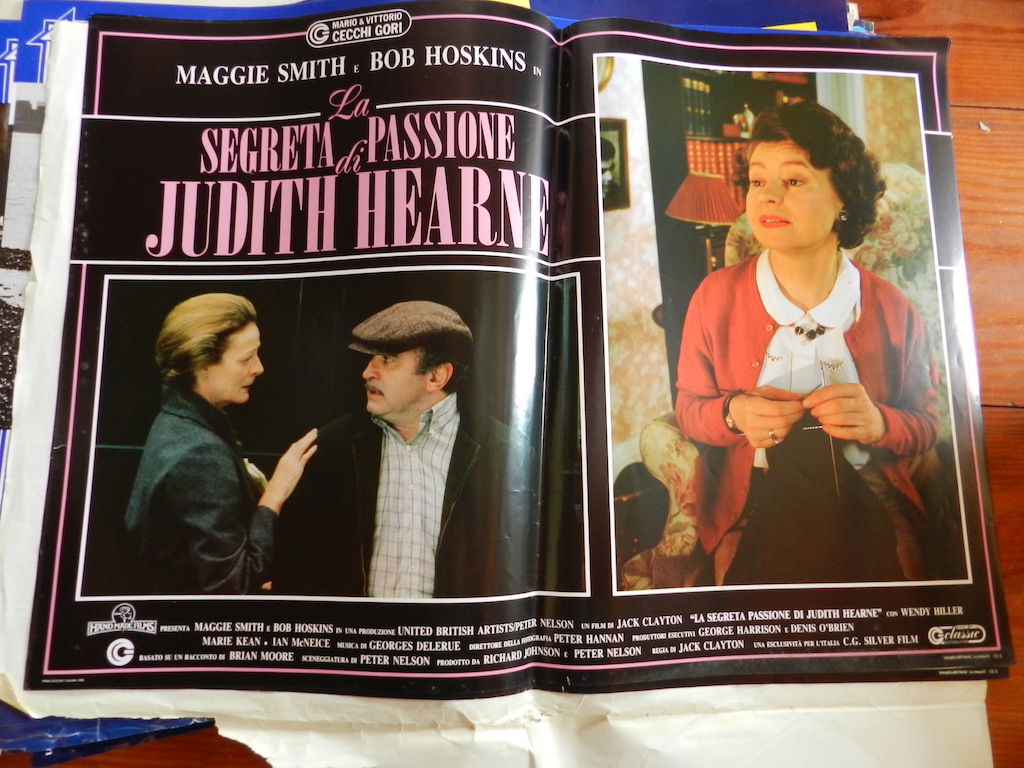 MARIO & VITTORIO
CECCHI GORI
MAGGIE SMITH E BOB HOSKINS IN
La
SEGRETA di PASSIONE
JUDITH HEARNE
HAND MADE FILMS PRESENTA MAGGIE SMITH E BOB HOSKINS IN UNA PRODUZIONE UNITED BRITISH ARTISTS/PETER NELSON UN FILM DI JACK CLAYTON "LA SEGRETA PASSIONE DI JUDITH HEARNE" CON WENDY HILLER
MARIE KEAN • IAN McNEICE MUSICA DI GEORGES DELERUE DIRETTORE DELLA FOTOGRAFIA PETER HANNAN PRODUTTORI ESECUTIVI GEORGE HARRISON E DENIS O'BRIEN
BASATO SU UN RACCONTO DI BRIAN MOORE SCENEGGIATURA DI PETER NELSON PRODOTTO DA RICHARD JOHNSON E PETER NELSON REGIA DI JACK CLAYTON UNA ESCLUSIVITÀ PER L'ITALIA C.G. SILVER FILM
classic